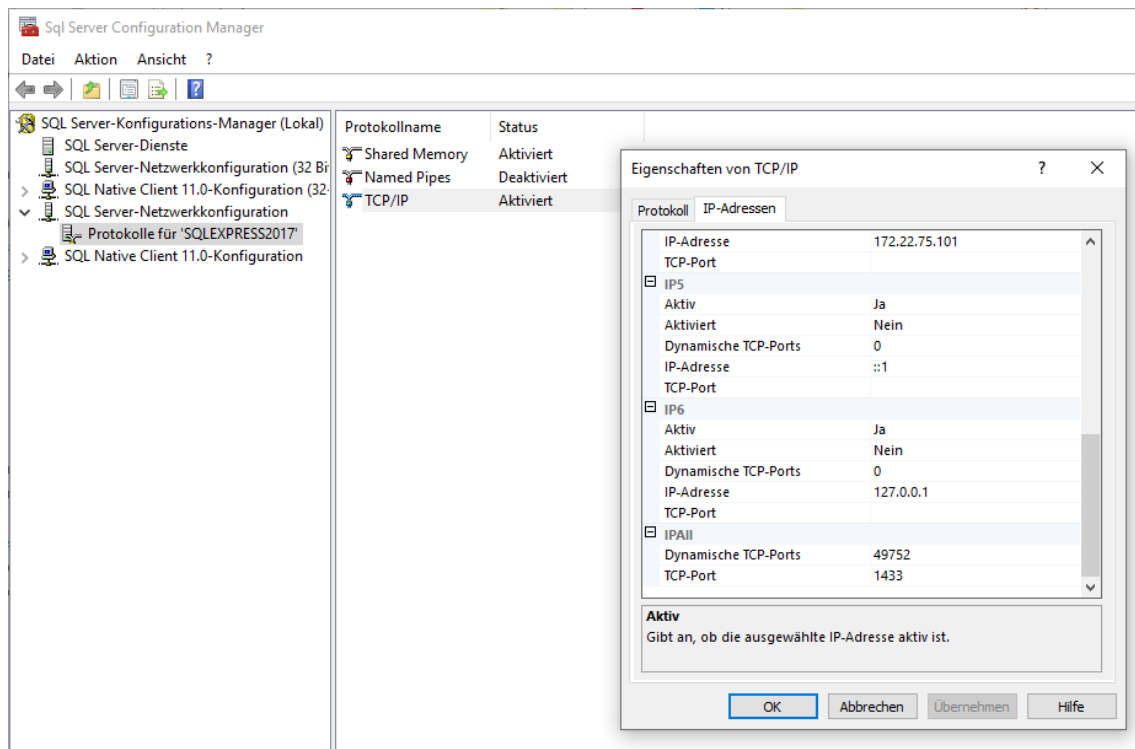 Sql Server Configuration Manager
Datei Aktion Ansicht ?
?
SQL Server-Konfigurations-Manager (Lokal)
SQL Server-Dienste
SQL Server-Netzwerkkonfiguration (32 Bi
SQL Native Client 11.0-Konfiguration (32-
SQL Server-Netzwerkkonfiguration
Protokolle für 'SQLEXPRESS2017'
SQL Native Client 11.0-Konfiguration
Protokollname Status
Shared Memory Aktiviert
Named Pipes Deaktiviert
TCP/IP Aktiviert
Eigenschaften von TCP/IP ?
Protokoll IP-Adressen
IP-Adresse 172.22.75.101
TCP-Port
IP5
Aktiv Ja
Aktiviert Nein
Dynamische TCP-Ports 0
IP-Adresse ::1
TCP-Port
IP6
Aktiv Ja
Aktiviert Nein
Dynamische TCP-Ports 0
IP-Adresse 127.0.0.1
TCP-Port
IPAll
Dynamische TCP-Ports 49752
TCP-Port 1433
Aktiv
Gibt an, ob die ausgewählte IP-Adresse aktiv ist.
OK Abbrechen Übernehmen Hilfe